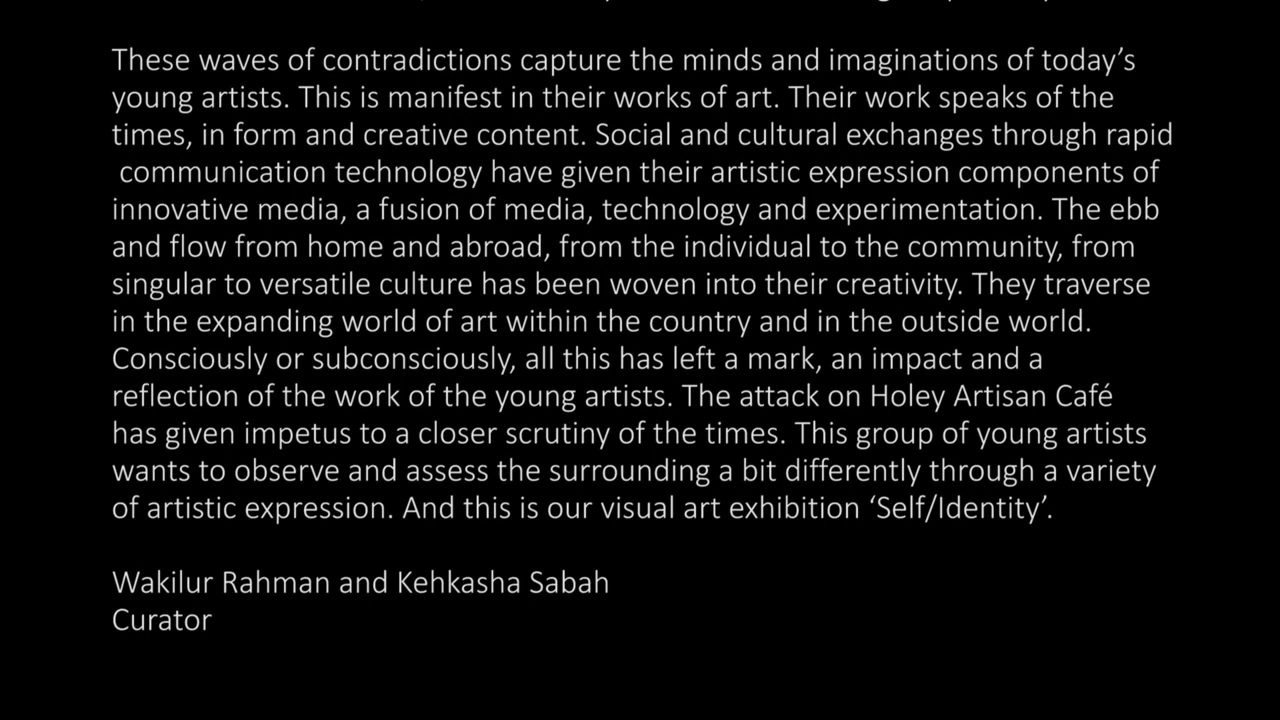 These waves of contradictions capture the minds and imaginations of today’s
young artists. This is manifest in their works of art. Their work speaks of the
times, in form and creative content. Social and cultural exchanges through rapid
communication technology have given their artistic expression components of
innovative media, a fusion of media, technology and experimentation. The ebb
and flow from home and abroad, from the individual to the community, from
singular to versatile culture has been woven into their creativity. They traverse
in the expanding world of art within the country and in the outside world.
Consciously or subconsciously, all this has left a mark, an impact and a
reflection of the work of the young artists. The attack on Holey Artisan Café
has given impetus to a closer scrutiny of the times. This group of young artists
wants to observe and assess the surrounding a bit differently through a variety
of artistic expression. And this is our visual art exhibition ‘Self/Identity’.
Wakilur Rahman and Kehkasha Sabah
Curator